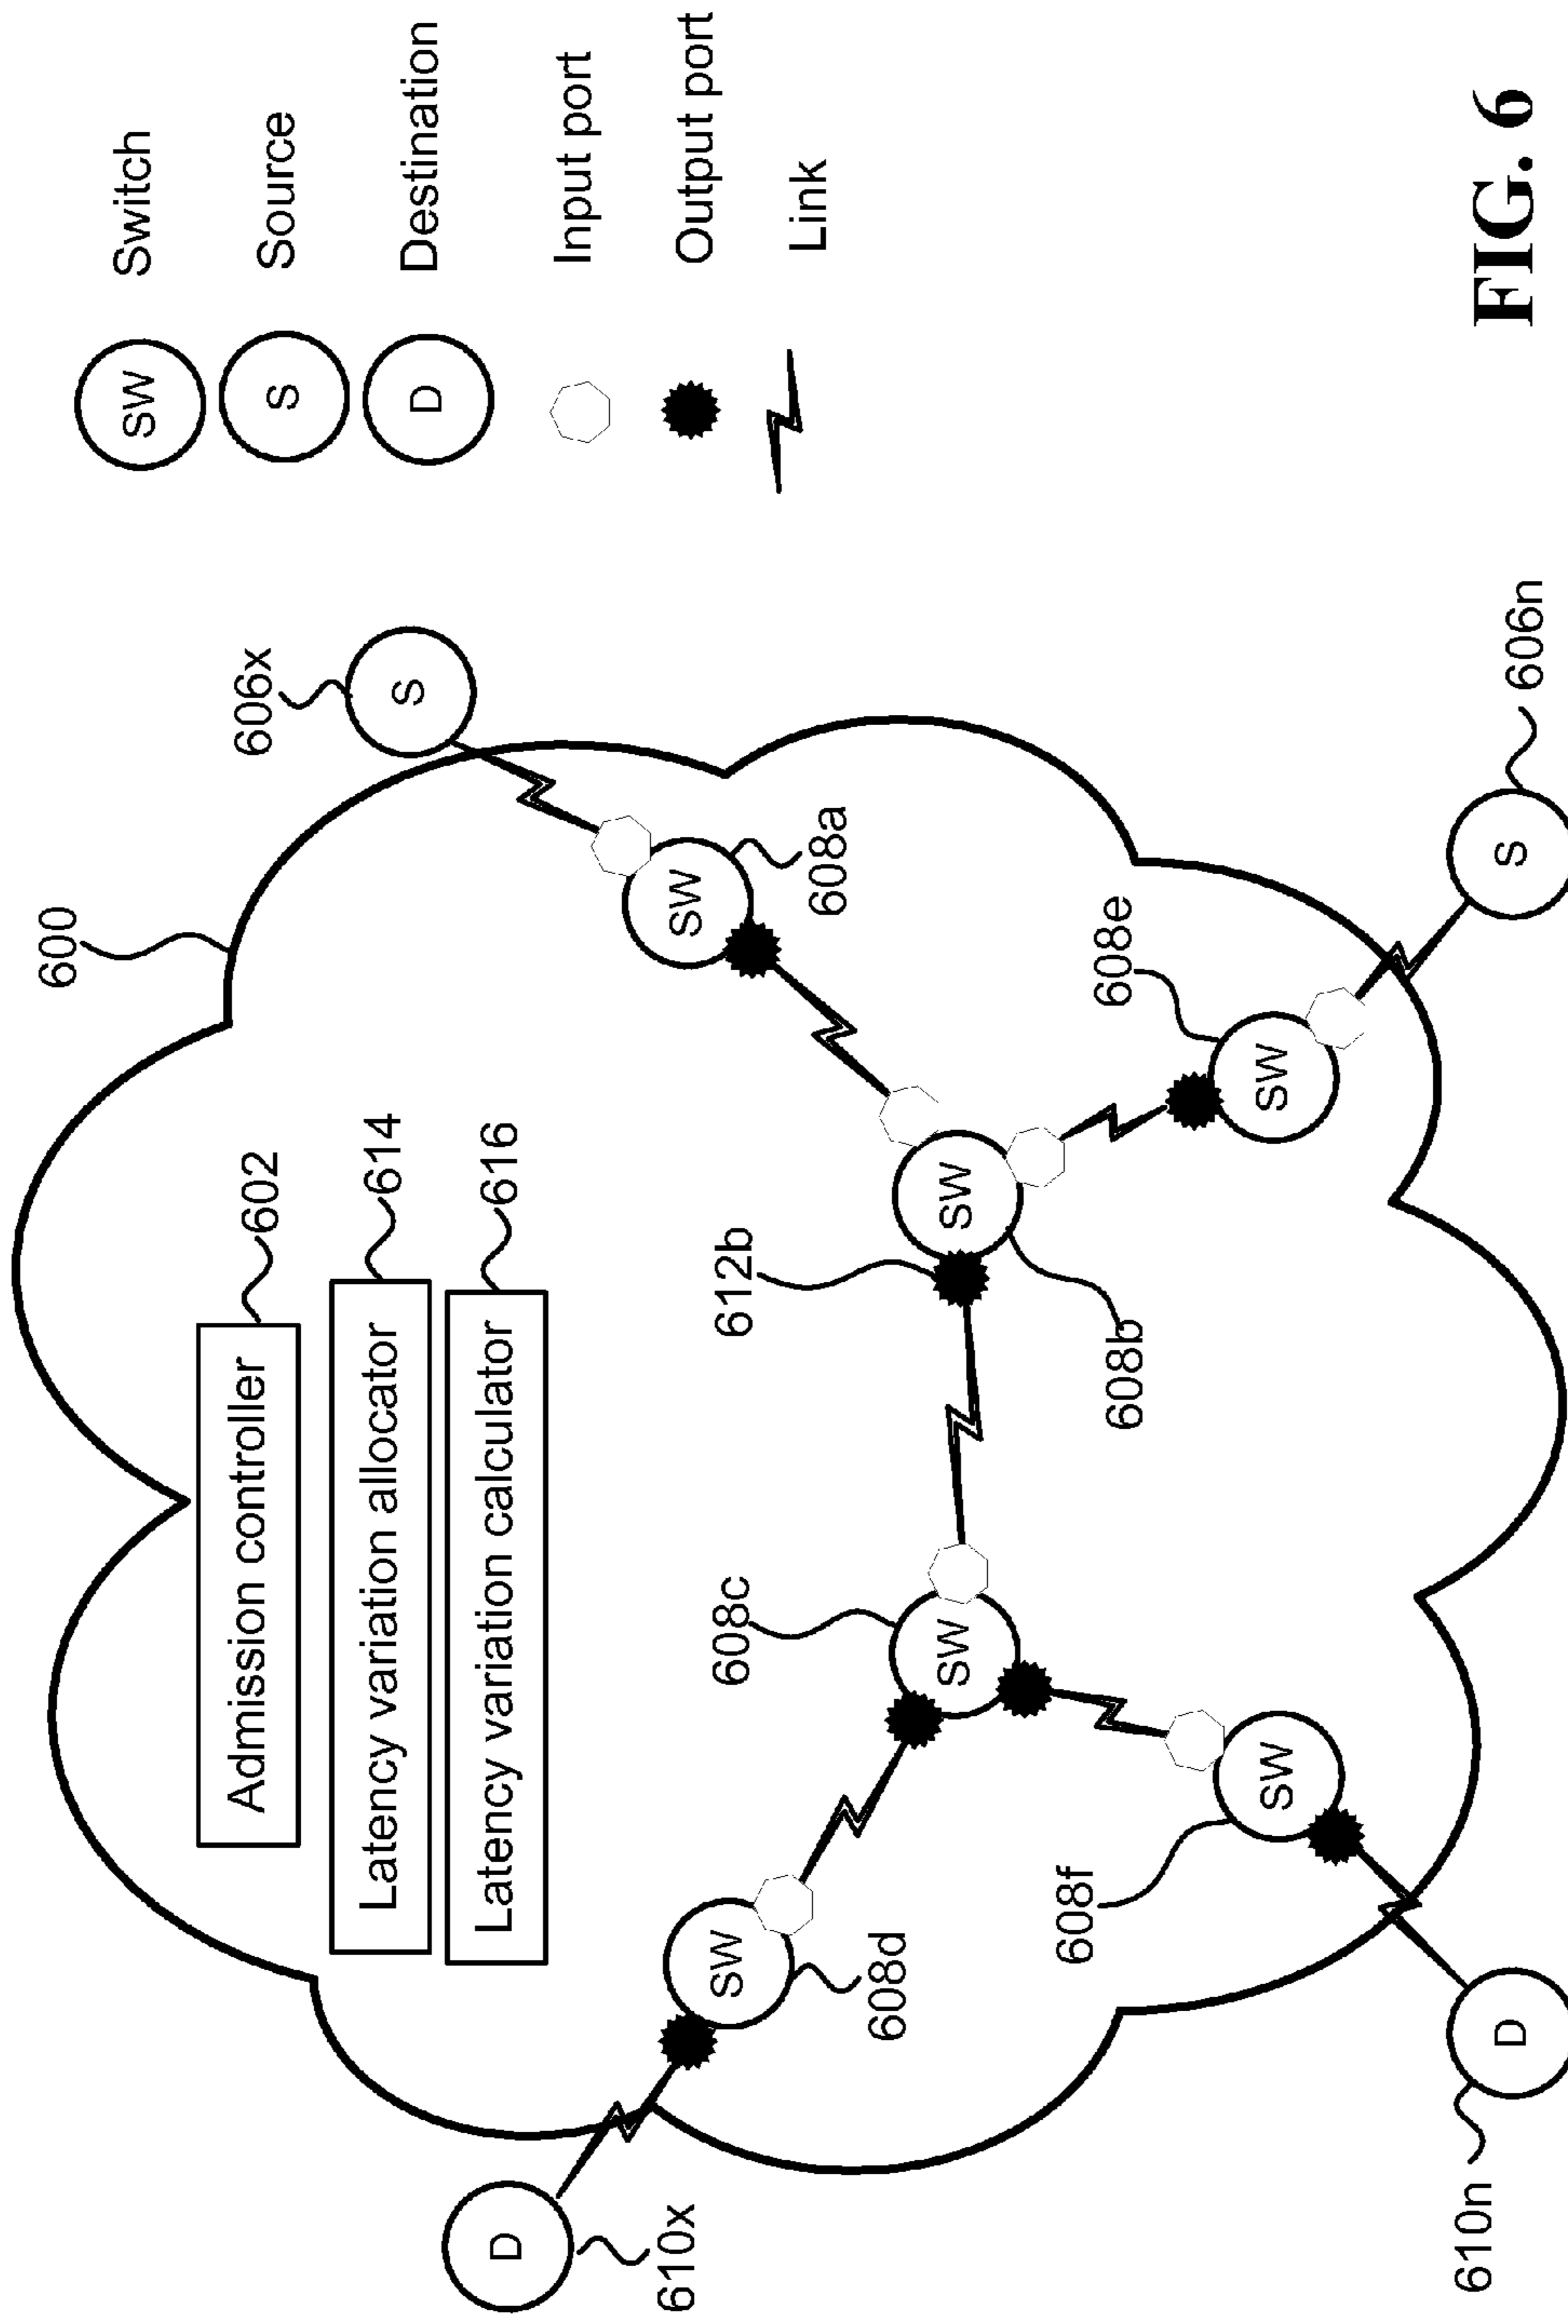 600
Admission controller
602
Latency variation allocator
614
Latency variation calculator
616
D
610x
SW
608d
SW
608c
612b
SW
608b
SW
608a
S
606x
SW
608f
SW
608e
D
610n
S
606n
SW Switch
S Source
D Destination
Input port
Output port
Link
FIG. 6